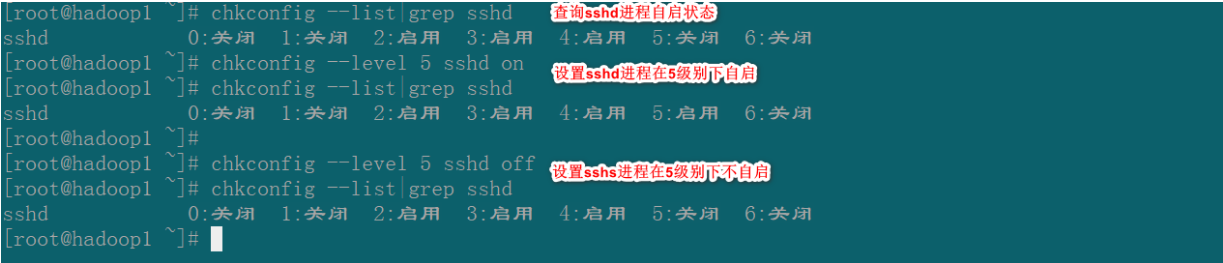 [root@hadoop1 ~]# chkconfig --list|grep sshd 查询sshd进程自启状态
sshd 0:关闭 1:关闭 2:启用 3:启用 4:启用 5:关闭 6:关闭
[root@hadoop1 ~]# chkconfig --level 5 sshd on 设置sshd进程在5级别下自启
[root@hadoop1 ~]# chkconfig --list|grep sshd
sshd 0:关闭 1:关闭 2:启用 3:启用 4:启用 5:启用 6:关闭
[root@hadoop1 ~]#
[root@hadoop1 ~]# chkconfig --level 5 sshd off 设置sshs进程在5级别下不自启
[root@hadoop1 ~]# chkconfig --list|grep sshd
sshd 0:关闭 1:关闭 2:启用 3:启用 4:启用 5:关闭 6:关闭
[root@hadoop1 ~]#